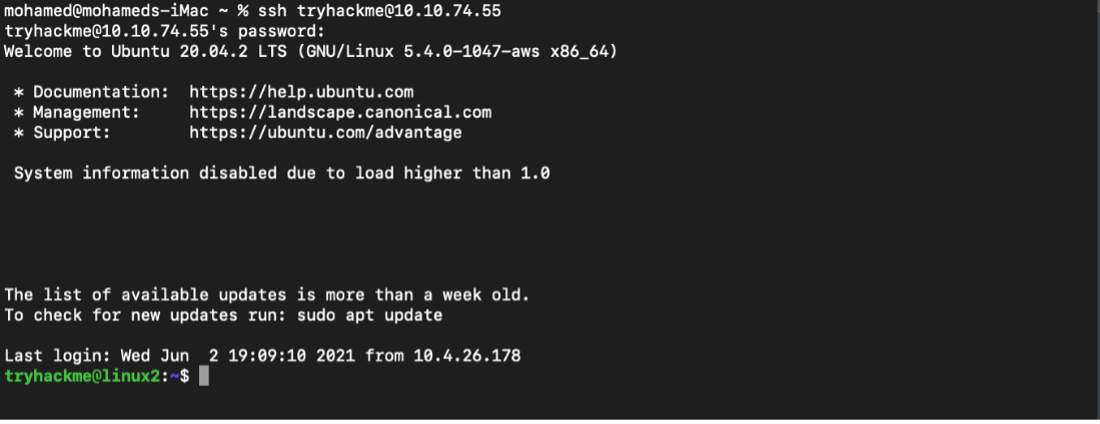 mohamed@mohameds-iMac ~ % ssh tryhackme@10.10.74.55
tryhackme@10.10.74.55's password:
Welcome to Ubuntu 20.04.2 LTS (GNU/Linux 5.4.0-1047-aws x86_64)
* Documentation: https://help.ubuntu.com
* Management: https://landscape.canonical.com
* Support: https://ubuntu.com/advantage
System information disabled due to load higher than 1.0
The list of available updates is more than a week old.
To check for new updates run: sudo apt update
Last login: Wed Jun 2 19:09:10 2021 from 10.4.26.178
tryhackme@linux2:~$